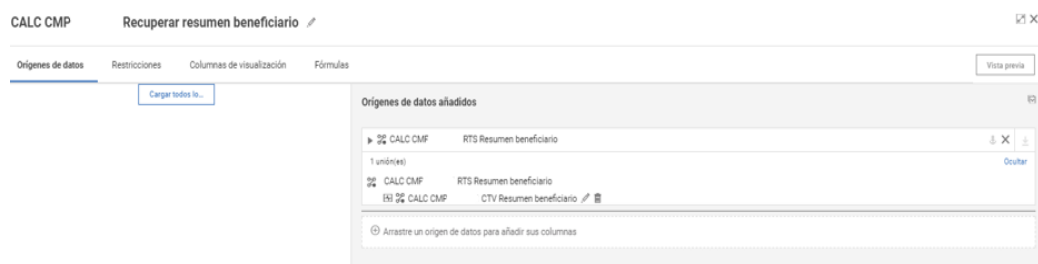 CALC CMP Recuperar resumen beneficiario
Orígenes de datos Restricciones Columnas de visualización Fórmulas Vista previa
Cargar todos lo...
Orígenes de datos añadidos
CALC CMF RTS Resumen beneficiario
1 unión(es) Ocultar
CALC CMF RTS Resumen beneficiario
CALC CMF CTV Resumen beneficiario
Arrastre un origen de datos para añadir sus columnas